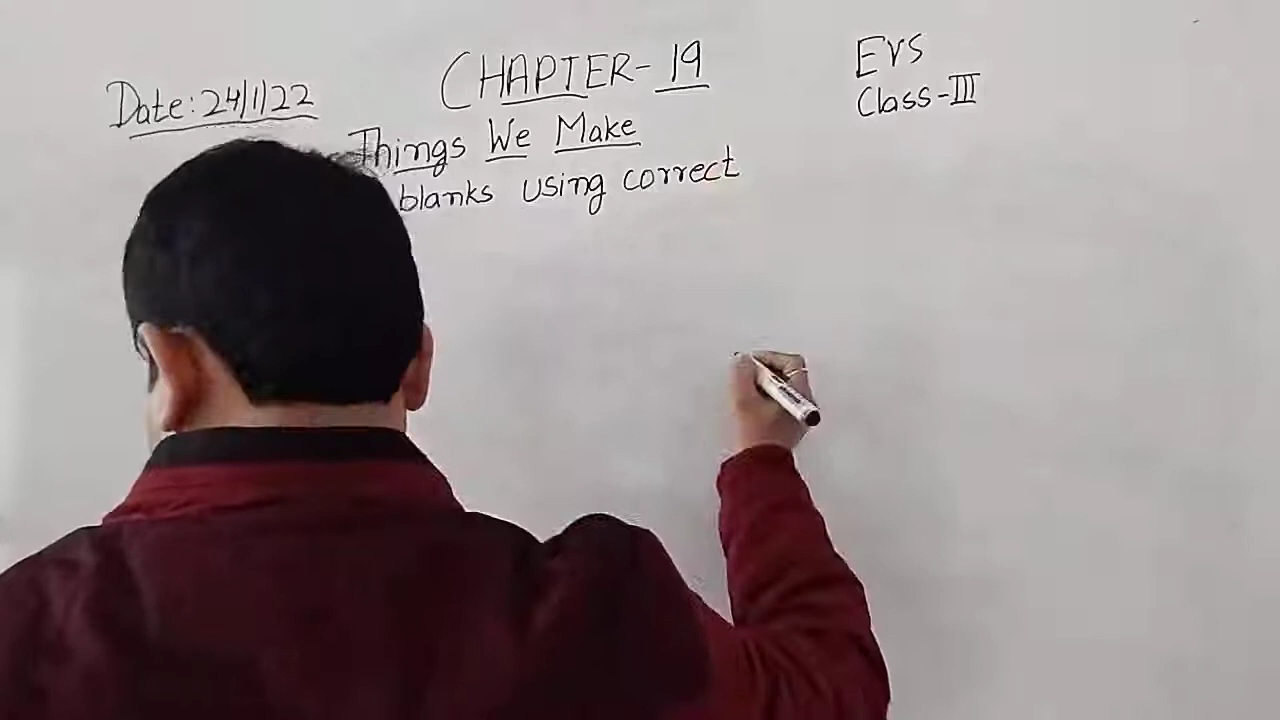 CHAPTER-19
EVS
Date: 24/1/22
Class-III
Things We Make
blanks using correct